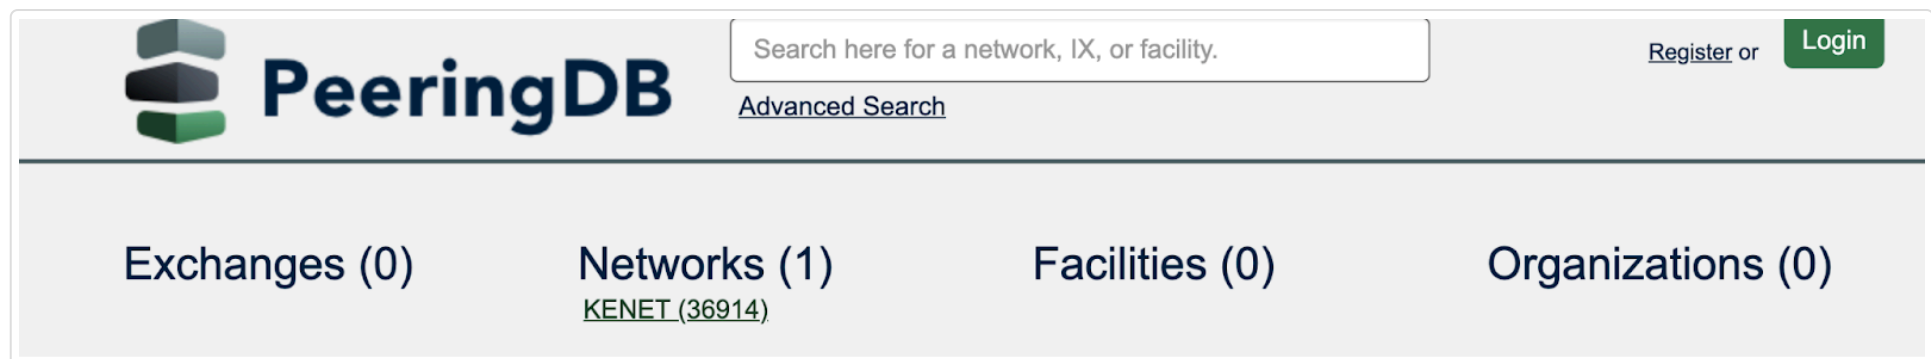 PeeringDB
Search here for a network, IX, or facility.
Advanced Search
Register or Login
Exchanges (0)
Networks (1)
KENET (36914)
Facilities (0)
Organizations (0)